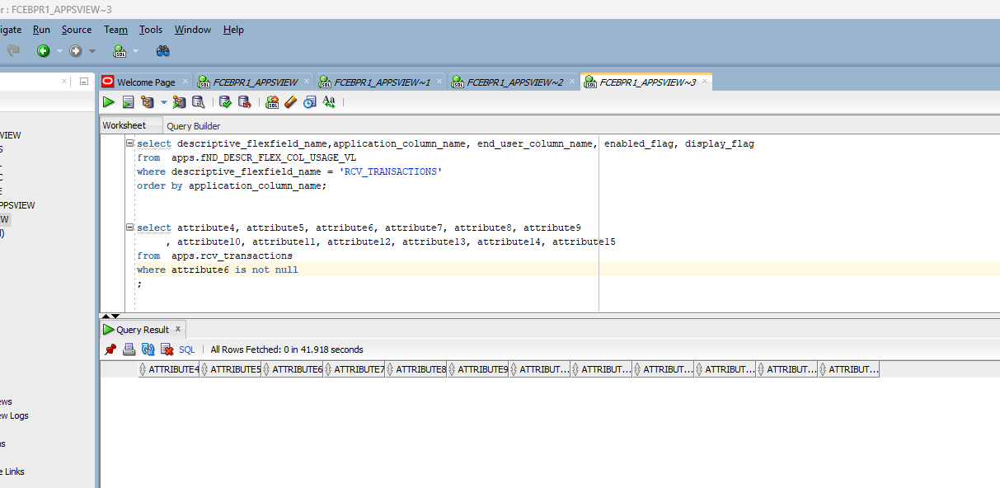 r : FCEBPR1_APPSVIEW~3
igate Run Source Team Tools Window Help
Welcome Page FCEBPR1_APPSVIEW FCEBPR1_APPSVIEW~1 FCEBPR1_APPSVIEW~2 FCEBPR1_APPSVIEW~3
Worksheet Query Builder
VIEW
S
C
E
PPSVIEW
W
)
ews
ew Logs
ns
e Links
select descriptive_flexfield_name,application_column_name, end_user_column_name, enabled_flag, display_flag
from apps.fND_DESCR_FLEX_COL_USAGE_VL
where descriptive_flexfield_name = 'RCV_TRANSACTIONS'
order by application_column_name;
select attribute4, attribute5, attribute6, attribute7, attribute8, attribute9
, attribute10, attribute11, attribute12, attribute13, attribute14, attribute15
from apps.rcv_transactions
where attribute6 is not null
;
Query Result x
SQL | All Rows Fetched: 0 in 41.918 seconds
ATTRIBUTE4 ATTRIBUTE5 ATTRIBUTE6 ATTRIBUTE7 ATTRIBUTE8 ATTRIBUTE9 ATTRIBUT... ATTRIBUT... ATTRIBUT... ATTRIBUT... ATTRIBUT... ATTRIBUT...